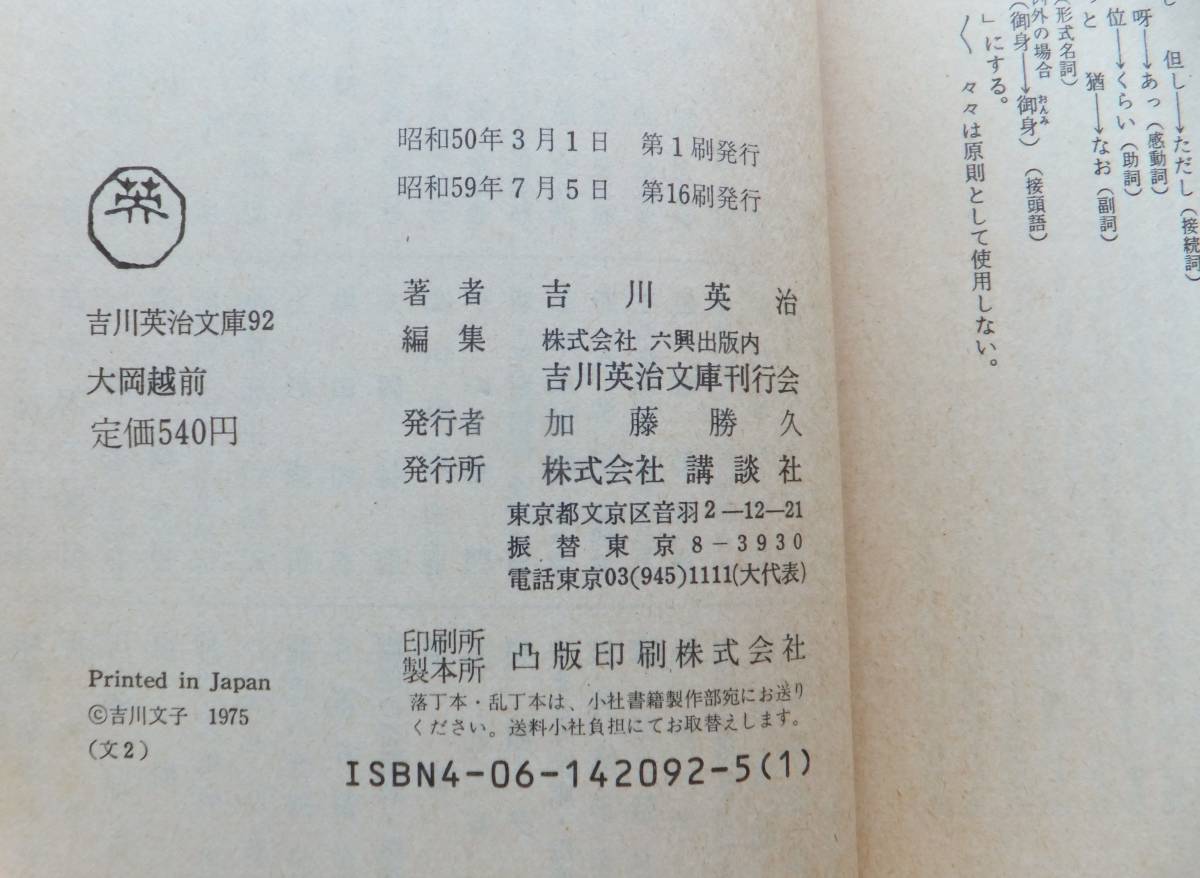 但し──→ただし(接続詞)
呀──→あっ(感動詞)
位──→くらい(助詞)
と 猶──→なお(副詞)
(形式名詞)
外の場合
(御身──→御身) (接頭語)
おんみ
」にする。
々々は原則として使用しない。
昭和50年3月1日 第1刷発行
昭和59年7月5日 第16刷発行
英
吉川英治文庫92
大岡越前
定価540円
著者 吉川英治
編集 株式会社 六興出版内
吉川英治文庫刊行会
発行者 加藤勝久
発行所 株式会社 講談社
東京都文京区音羽2―12―21
振替東京8-3930
電話東京03(945)1111(大代表)
印刷所
製本所 凸版印刷株式会社
落丁本・乱丁本は、小社書籍製作部宛にお送り
ください。送料小社負担にてお取替えします。
Printed in Japan
©吉川文子 1975
(文2)
ISBN4-06-142092-5(1)